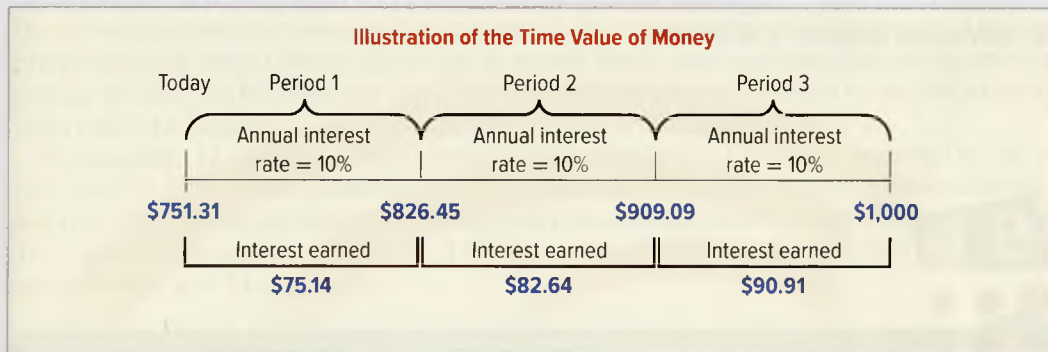 Illustration of the Time Value of Money
Today Period 1 Period 2 Period 3
Annual interest Annual interest Annual interest
rate = 10% rate = 10% rate = 10%
$751.31 $826.45 $909.09 $1,000
Interest earned Interest earned Interest earned
$75.14 $82.64 $90.91